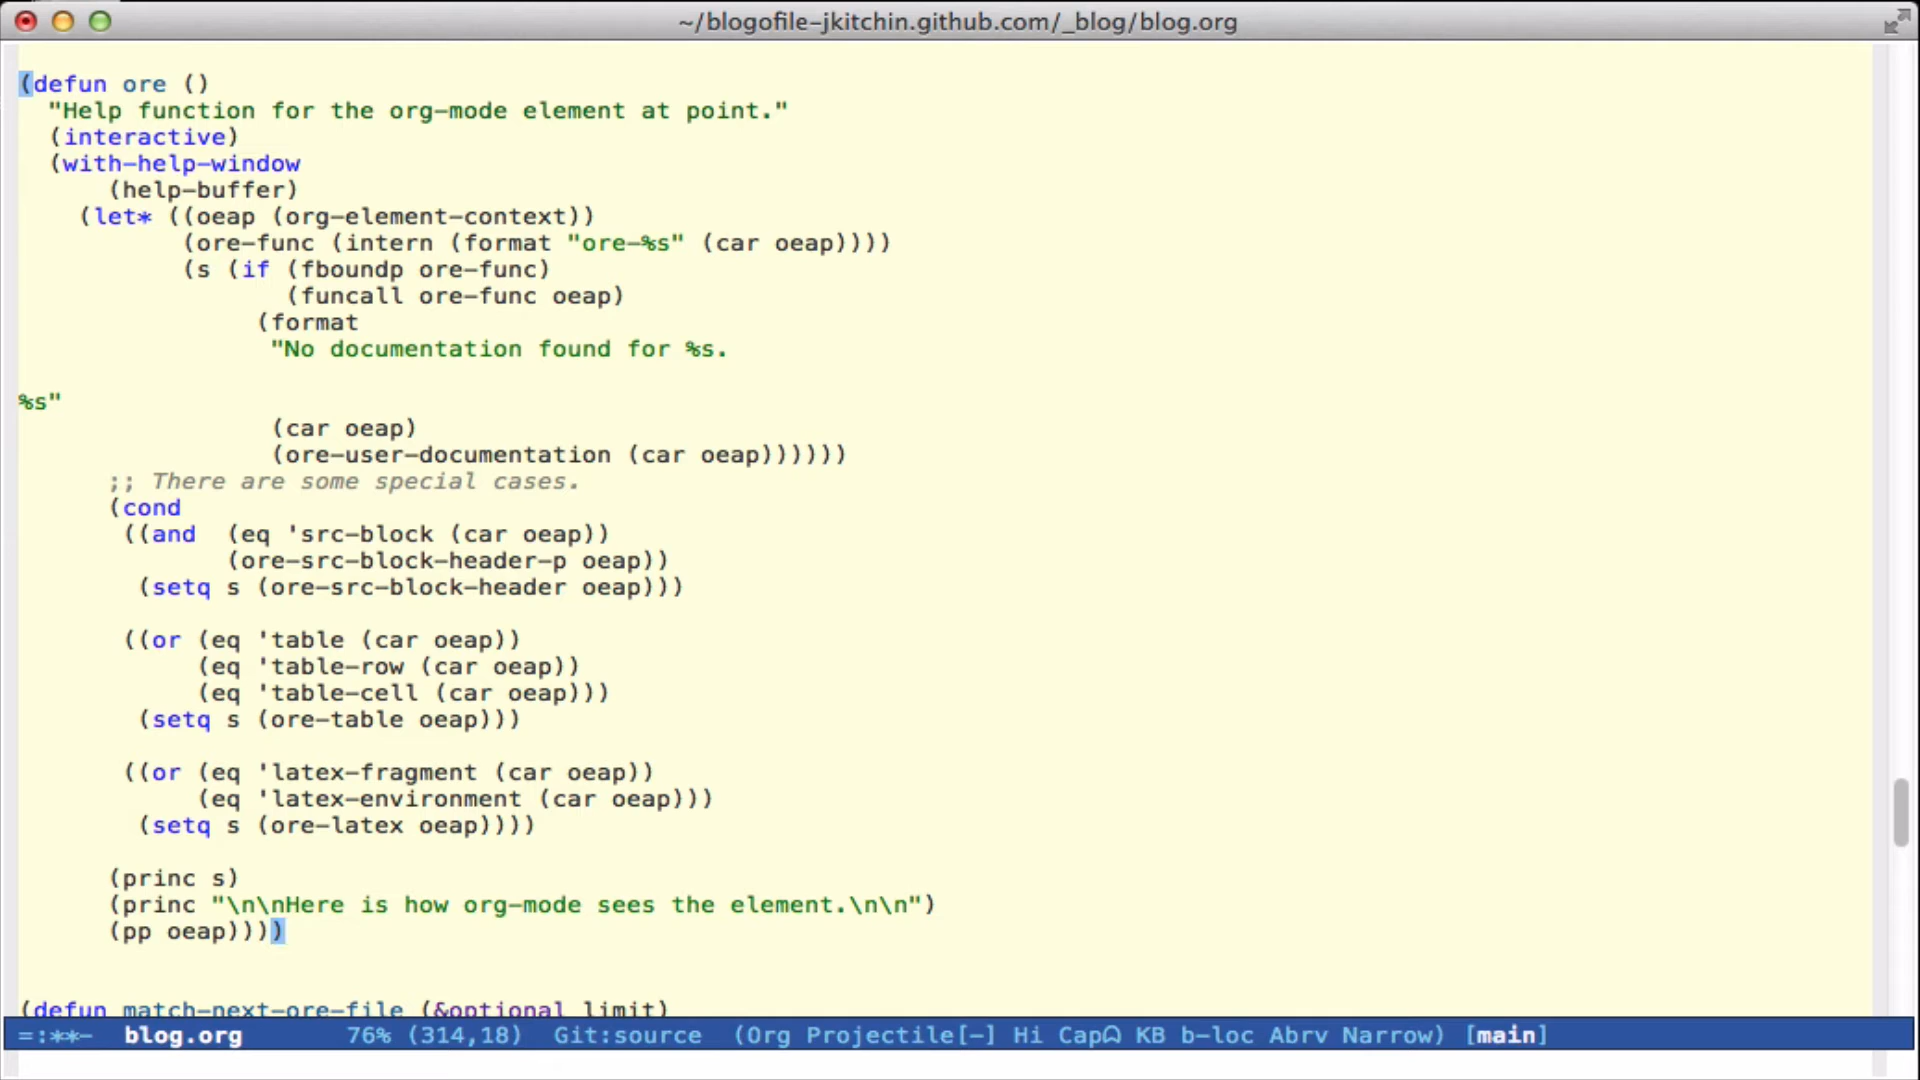 ~/blogofile-jkitchin.github.com/_blog/blog.org
(defun ore ()
  "Help function for the org-mode element at point."
  (interactive)
  (with-help-window
      (help-buffer)
    (let* ((oeap (org-element-context))
           (ore-func (intern (format "ore-%s" (car oeap))))
           (s (if (fboundp ore-func)
                  (funcall ore-func oeap)
                (format
                 "No documentation found for %s.
%s"
                 (car oeap)
                 (ore-user-documentation (car oeap))))))
      ;; There are some special cases.
      (cond
       ((and  (eq 'src-block (car oeap))
              (ore-src-block-header-p oeap))
        (setq s (ore-src-block-header oeap)))
       ((or (eq 'table (car oeap))
            (eq 'table-row (car oeap))
            (eq 'table-cell (car oeap)))
        (setq s (ore-table oeap)))
       ((or (eq 'latex-fragment (car oeap))
            (eq 'latex-environment (car oeap)))
        (setq s (ore-latex oeap))))
      (princ s)
      (princ "\n\nHere is how org-mode sees the element.\n\n")
      (pp oeap))))
(defun match-next-ore-file (&optional limit)
=:**-  blog.org       76% (314,18)  Git:source  (Org Projectile[-] Hi Capᗣ KB b-loc Abrv Narrow) [main]